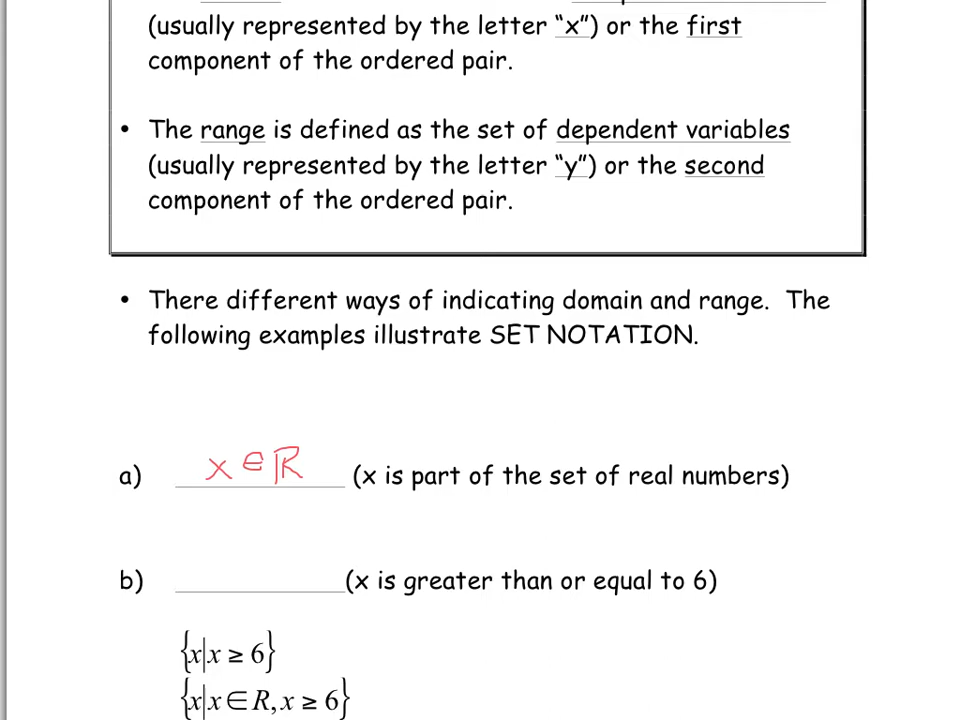 (usually represented by the letter “x”) or the first
component of the ordered pair.
• The range is defined as the set of dependent variables
(usually represented by the letter “y”) or the second
component of the ordered pair.
• There different ways of indicating domain and range. The
following examples illustrate SET NOTATION.
a) x ∈ ℝ (x is part of the set of real numbers)
b) ____________(x is greater than or equal to 6)
{x|x ≥ 6}
{x|x ∈ R, x ≥ 6}